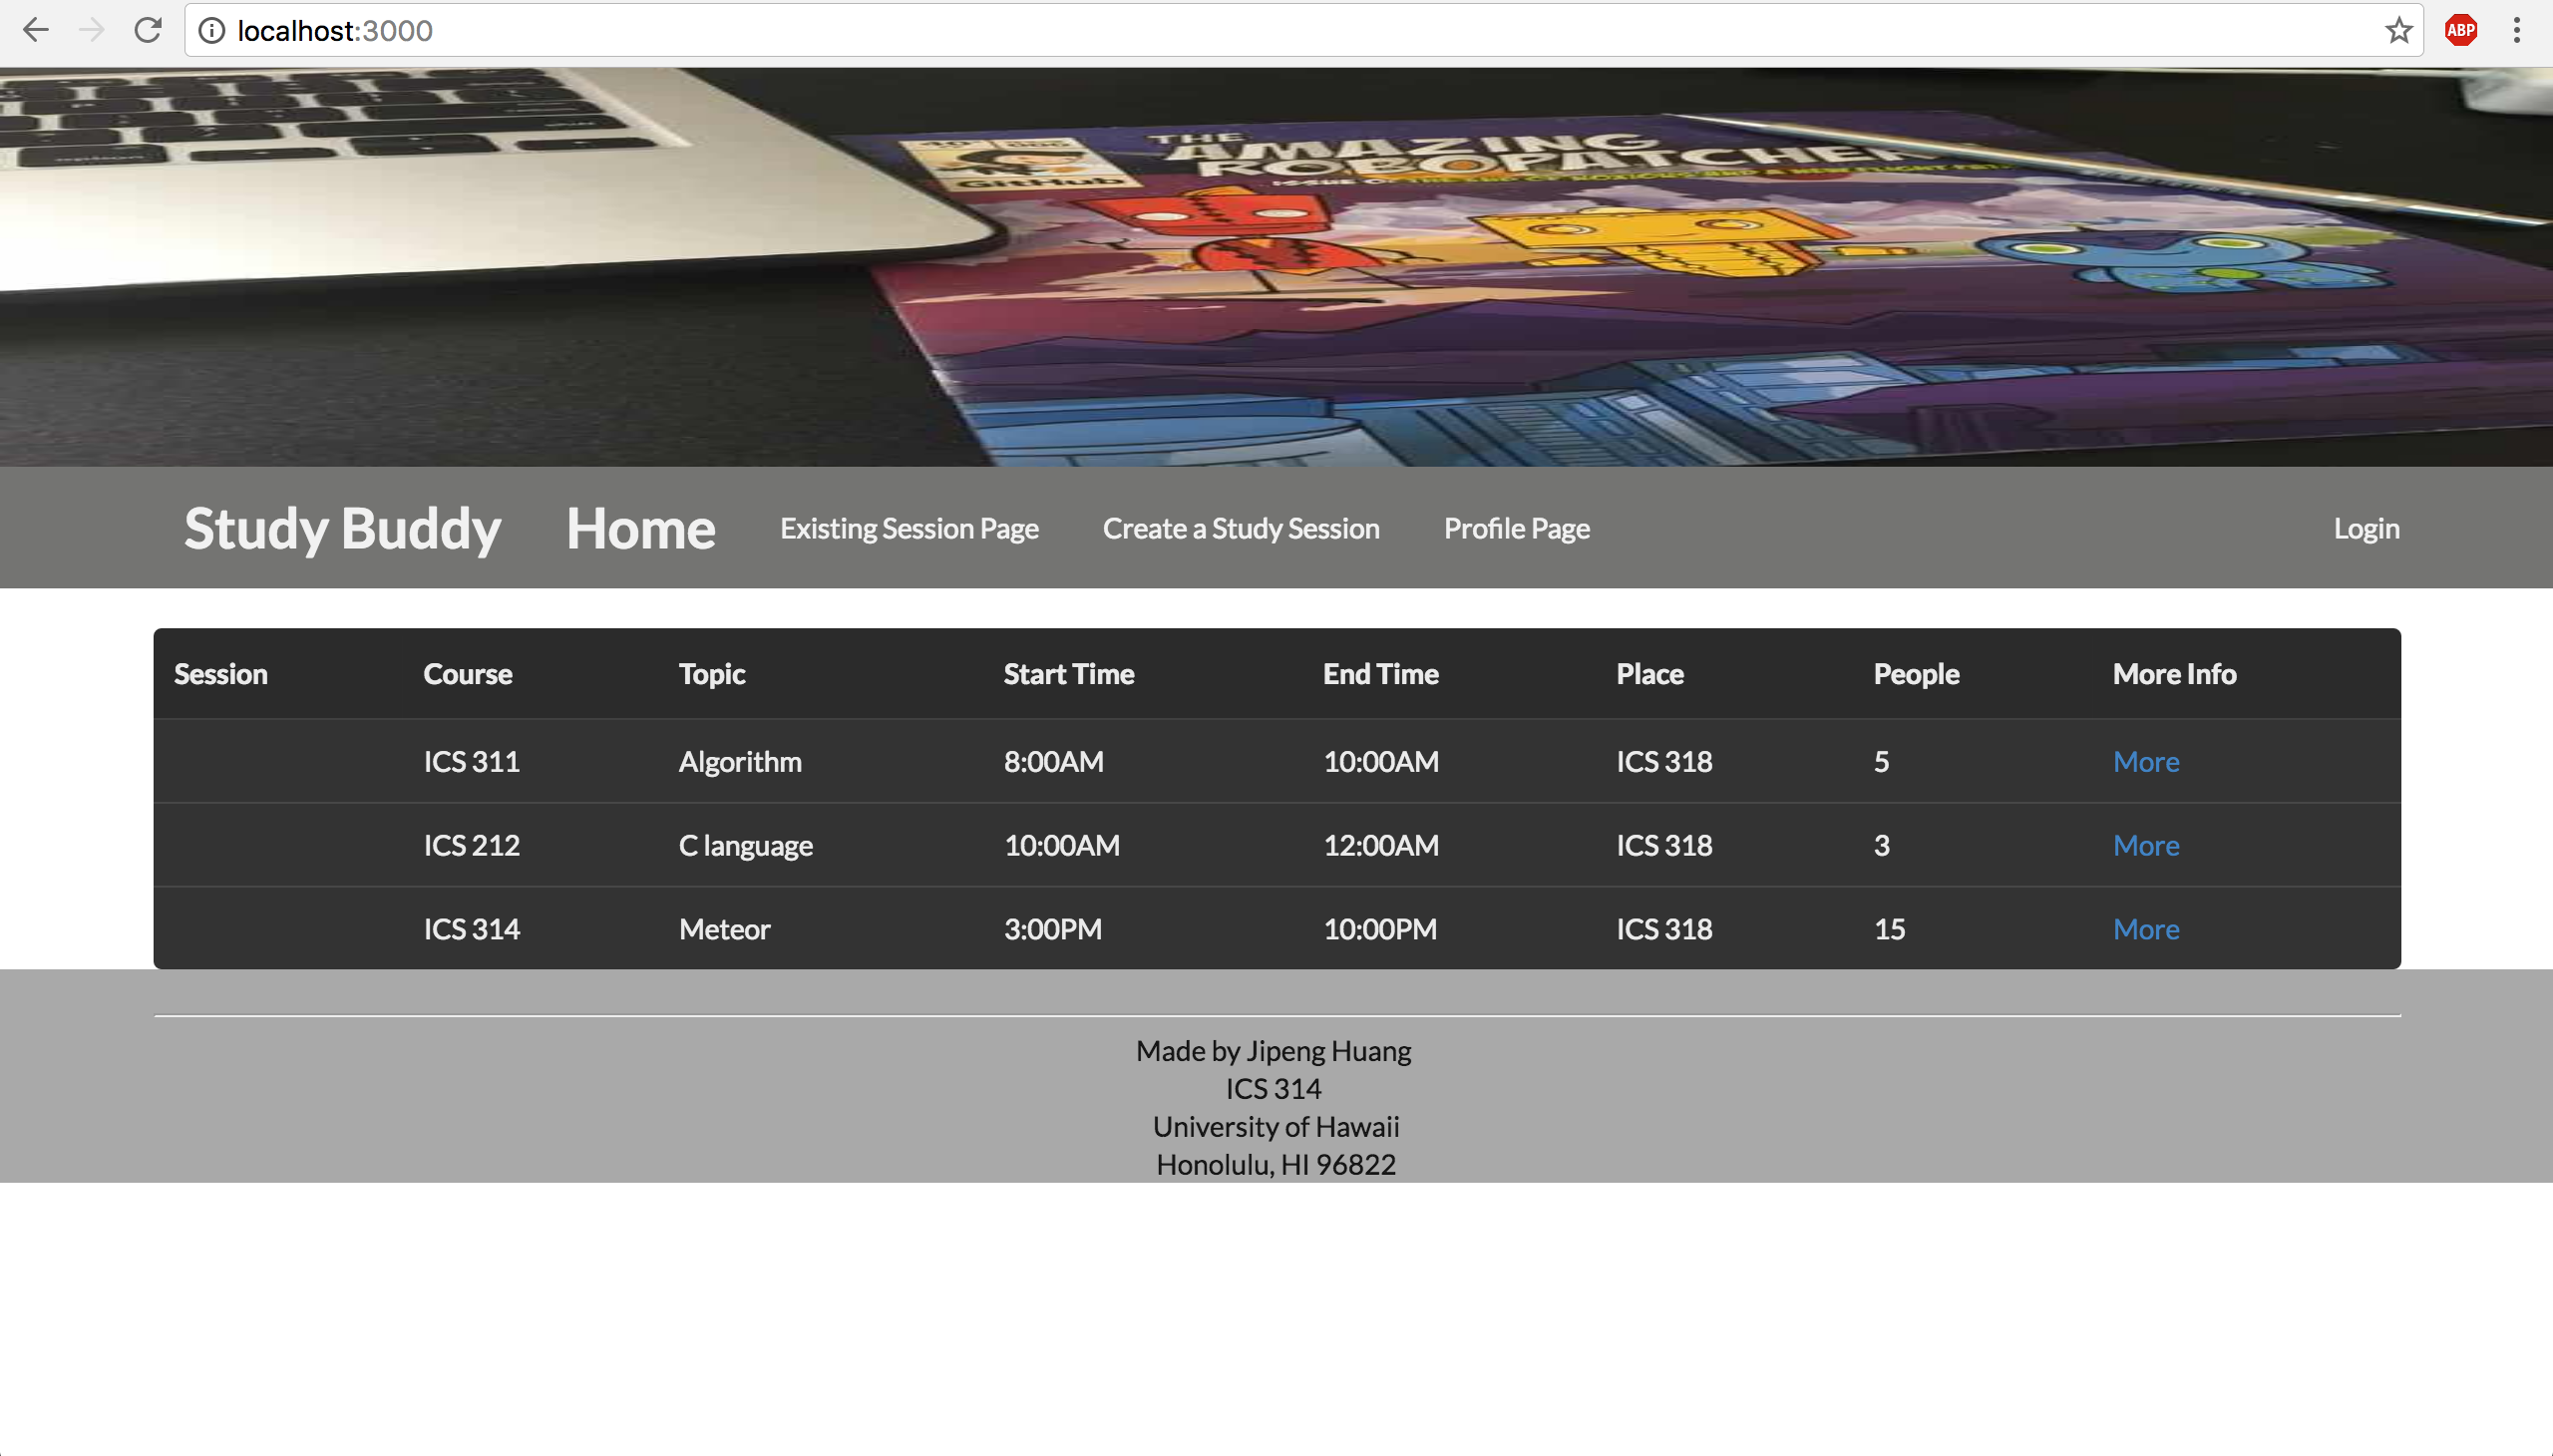 localhost:3000
ABP
THE
AMAZING
ROBOPATCHER
GitHub
option
Study Buddy Home Existing Session Page Create a Study Session Profile Page Login
Session Course Topic Start Time End Time Place People More Info
ICS 311 Algorithm 8:00AM 10:00AM ICS 318 5 More
ICS 212 C language 10:00AM 12:00AM ICS 318 3 More
ICS 314 Meteor 3:00PM 10:00PM ICS 318 15 More
Made by Jipeng Huang
ICS 314
University of Hawaii
Honolulu, HI 96822